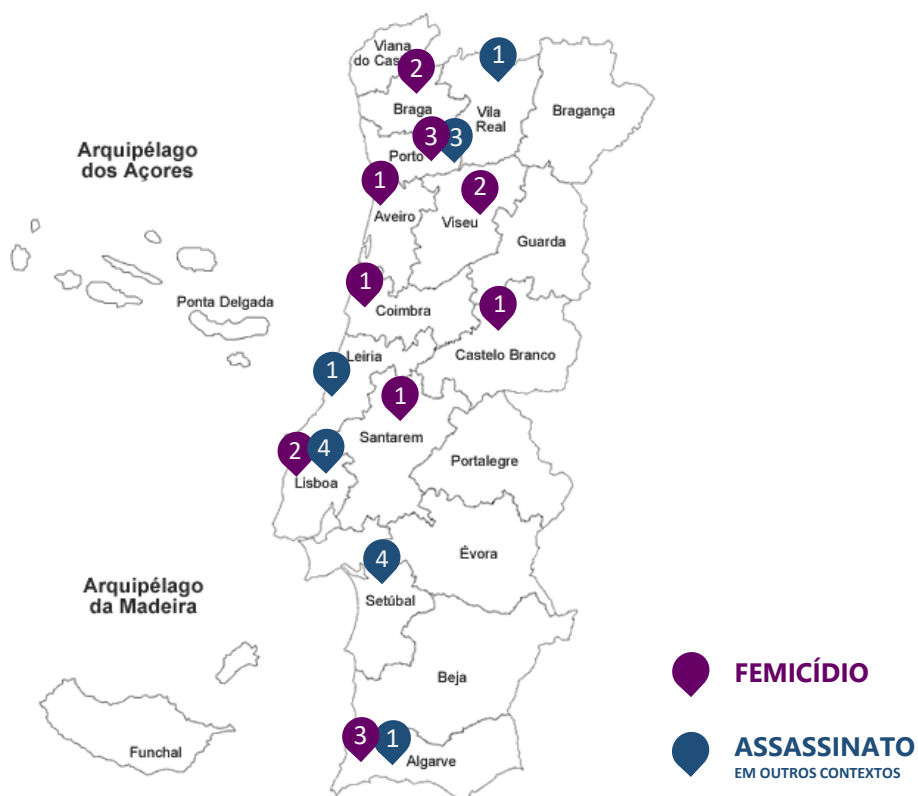 Viana
do Cas
2
1
Bragança
Braga
Vila
Real
3
3
Porto
Arquipélago
dos Açores
1
Aveiro
2
Viseu
Guarda
1
Coimbra
Ponta Delgada
1
Castelo Branco
Leiria
1
1
Santarem
2
4
Lisboa
Portalegre
Évora
4
Setúbal
Arquipélago
da Madeira
Beja
Funchal
3
1
Algarve
FEMICÍDIO
ASSASSINATO
EM OUTROS CONTEXTOS